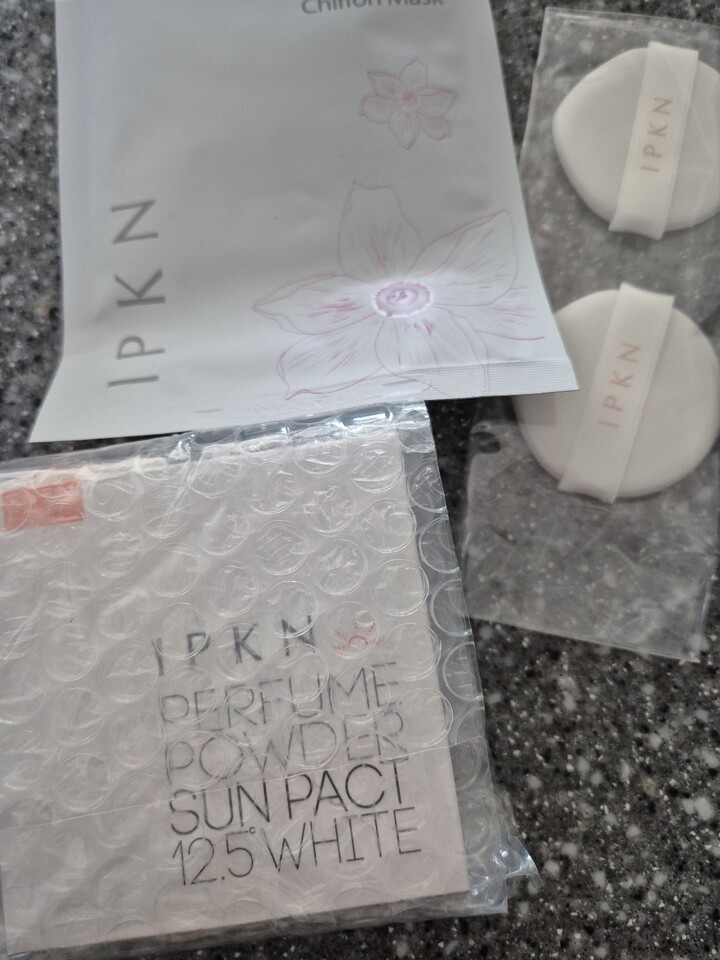 Chiffon Mask
IPKN
IPKN
IPKN
IPKN
PERFUME
POWDER
SUN PACT
12.5° WHITE